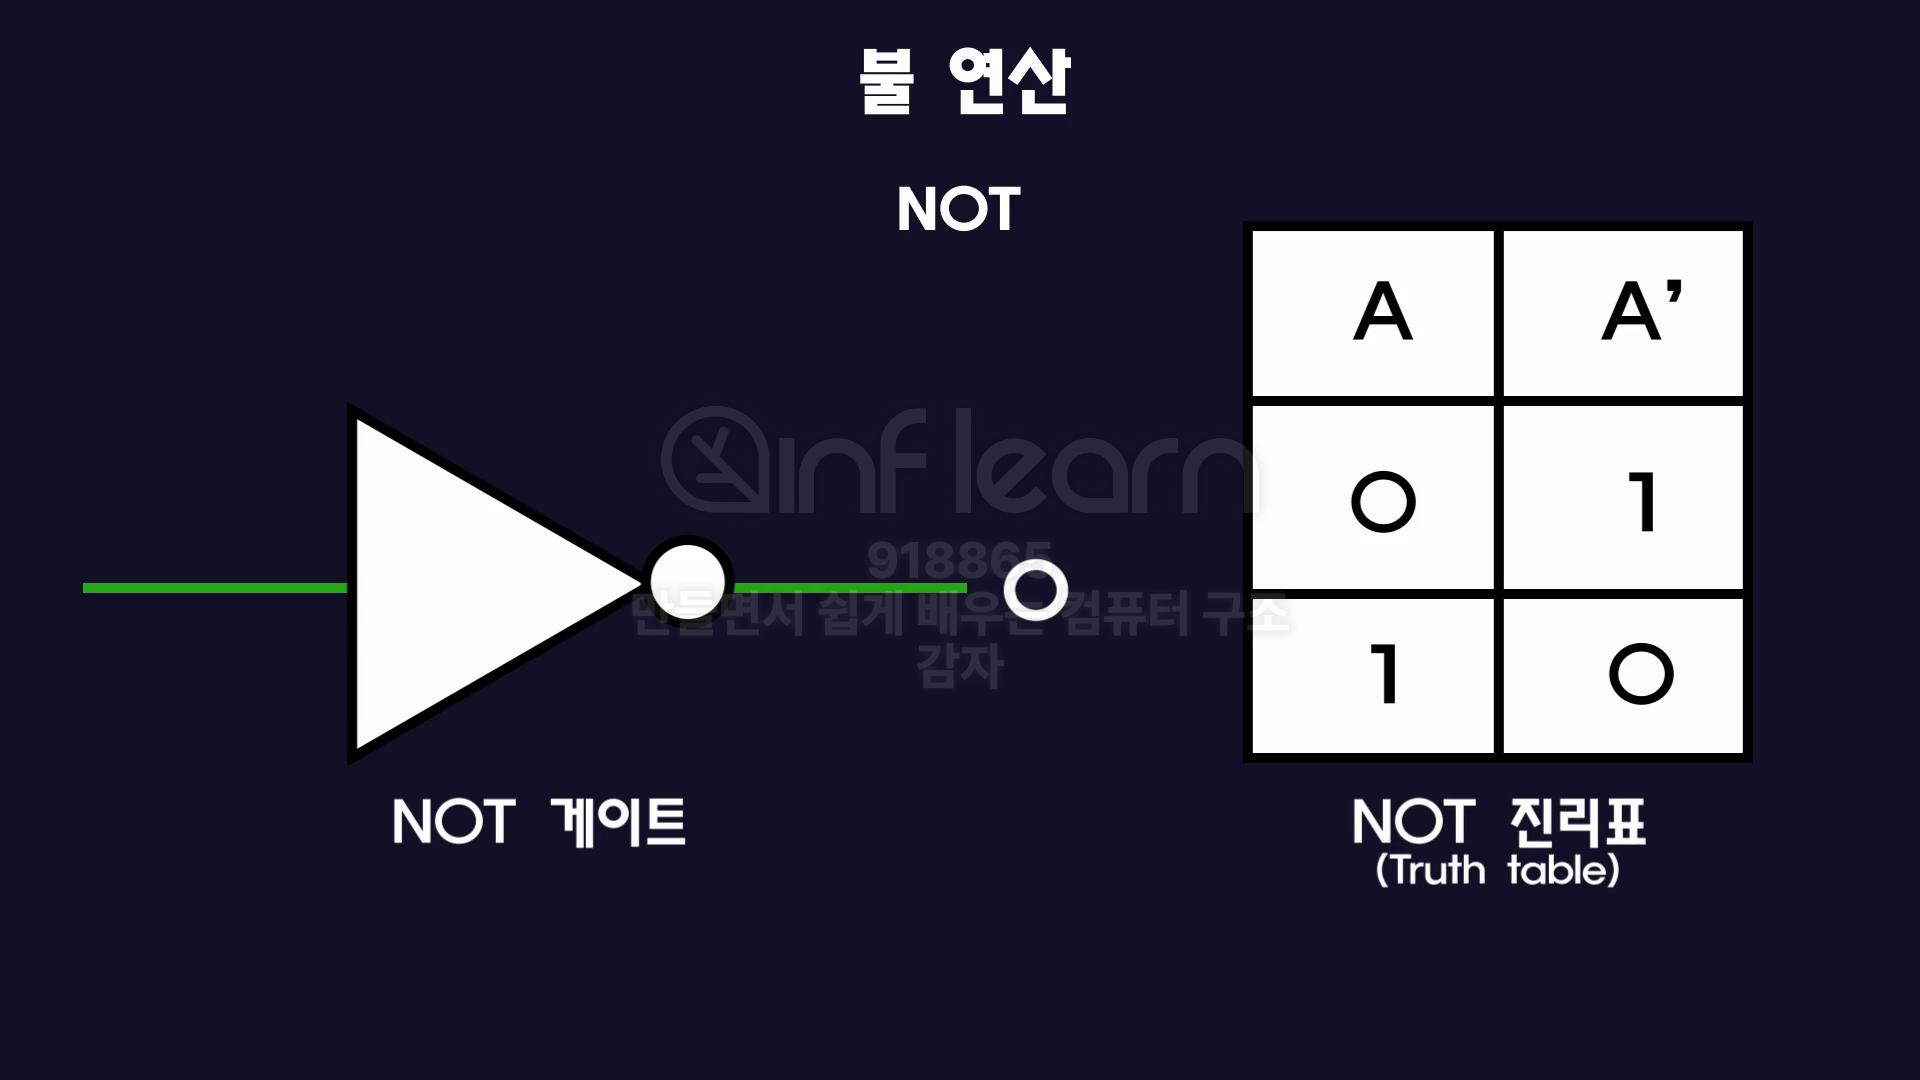 불 연산
NOT
A A’
0 1
1 0
0
inflearn
918865
만들면서 쉽게 배우는 컴퓨터 구조
감자
NOT 게이트
NOT 진리표
(Truth table)